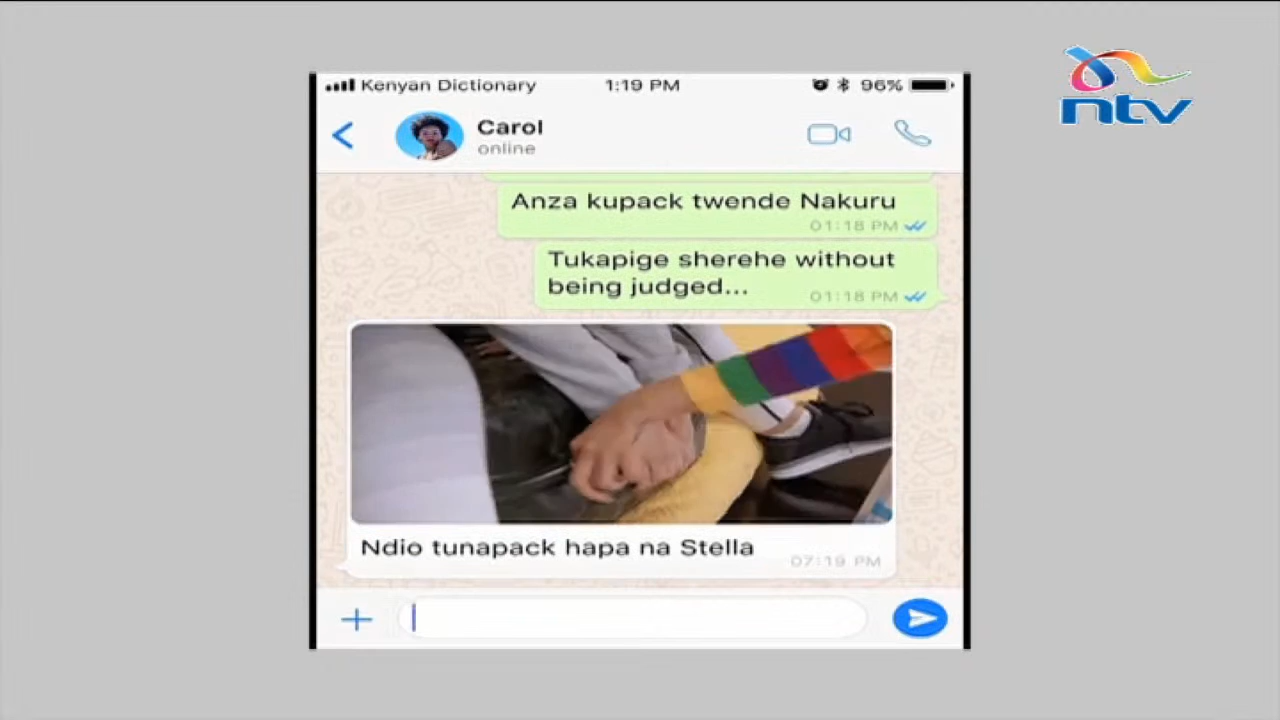 Kenyan Dictionary 1:19 PM 96%
ntv
Carol
online
Anza kupack twende Nakuru
01:18 PM
Tukapige sherehe without
being judged...
01:18 PM
Ndio tunapack hapa na Stella
07:19 PM